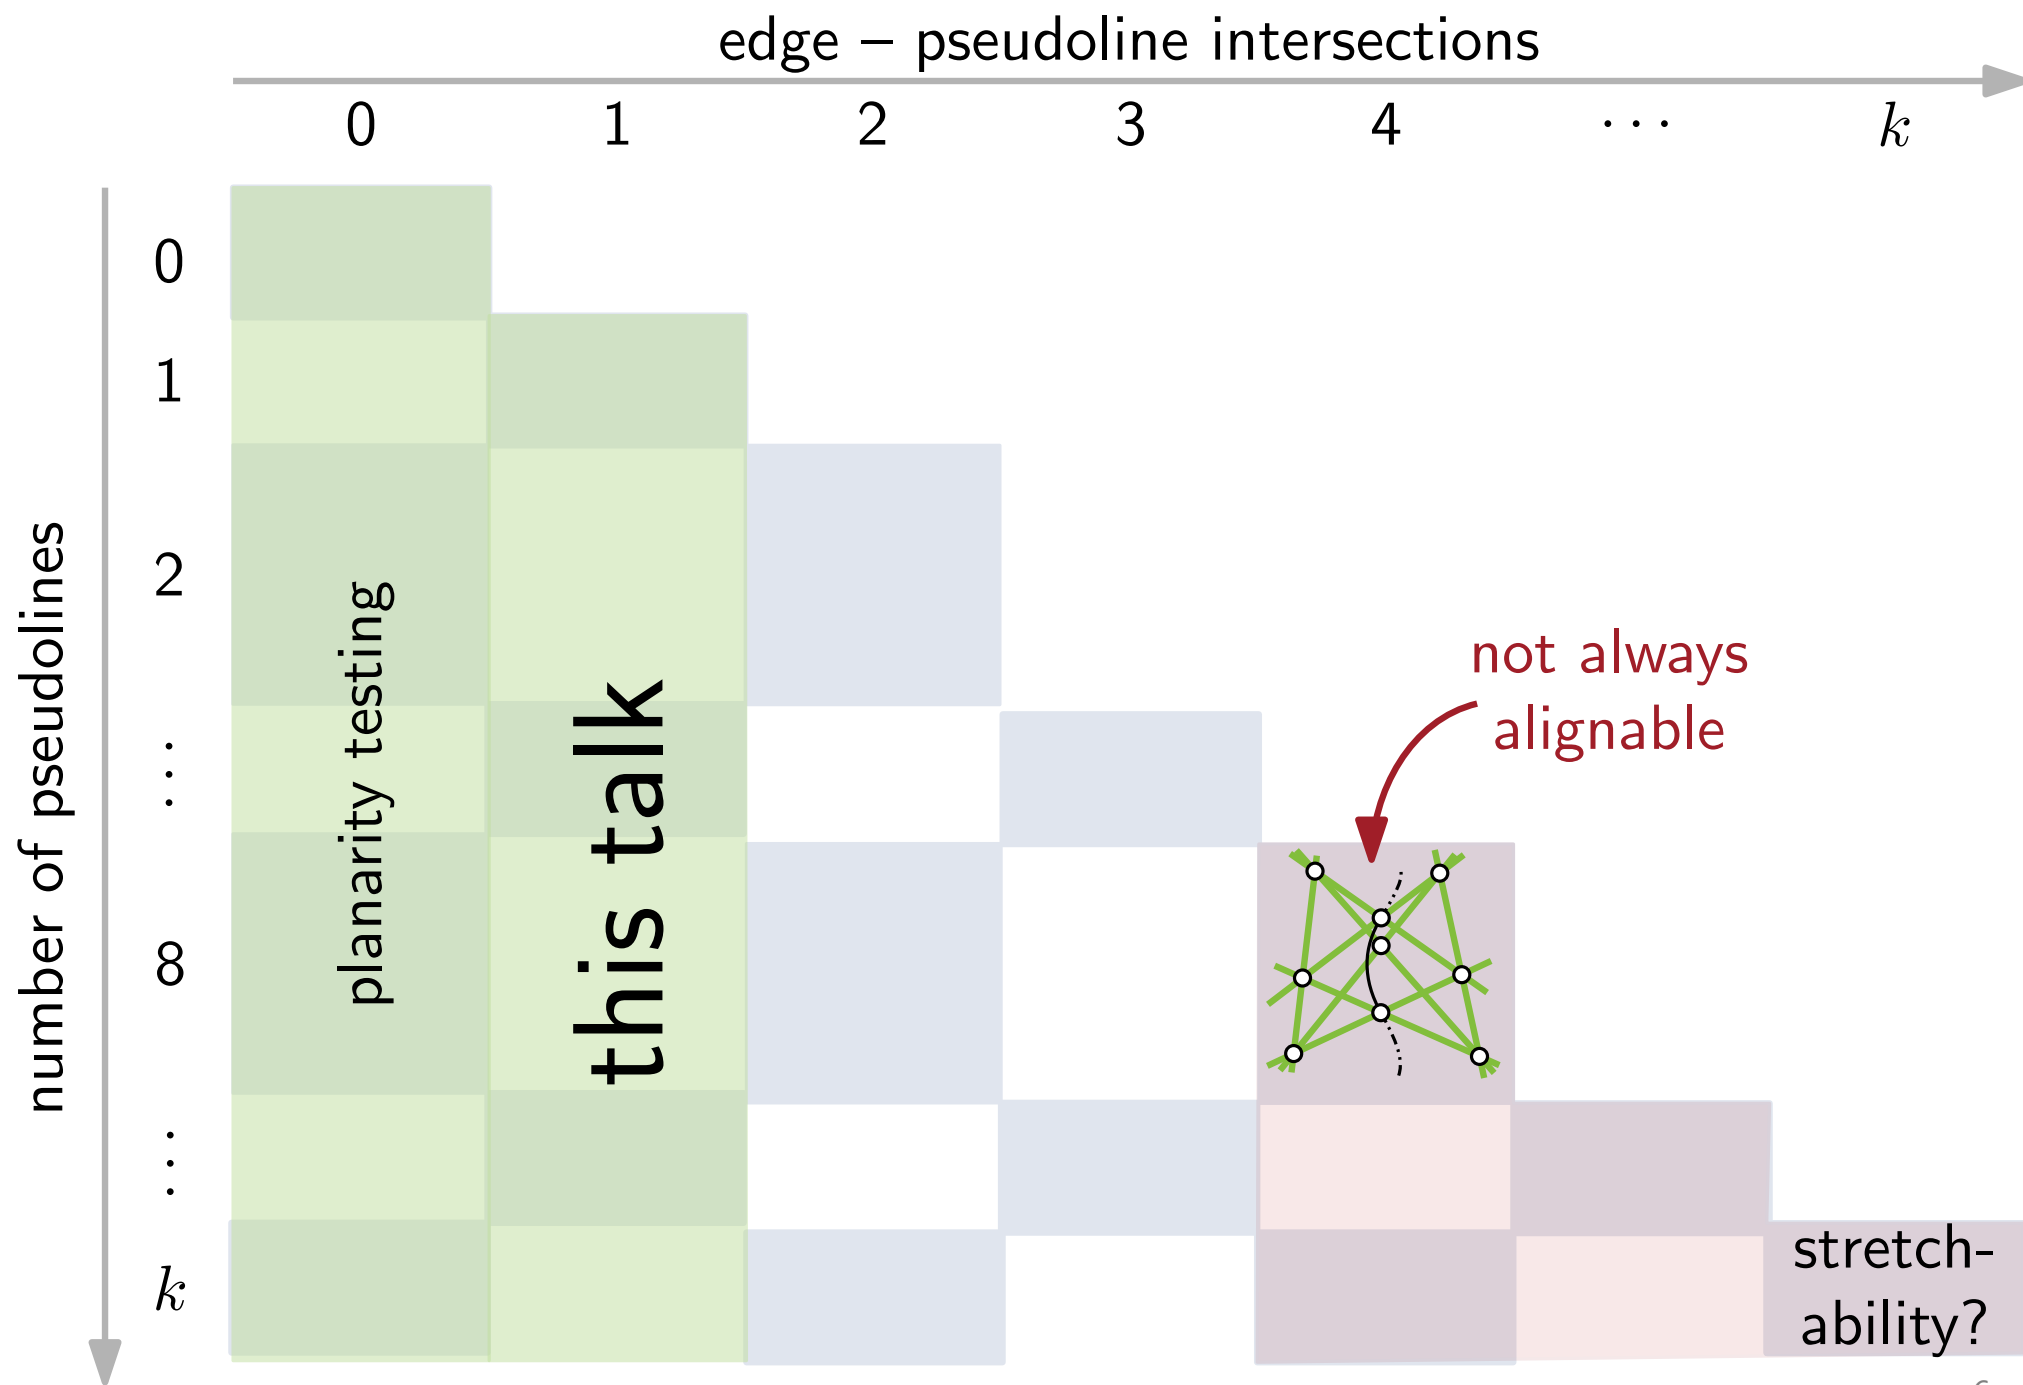 edge – pseudoline intersections
0 1 2 3 4 ··· k
number of pseudolines
0
1
2
⋮
8
⋮
k
planarity testing
this talk
not always
alignable
stretch-
ability?